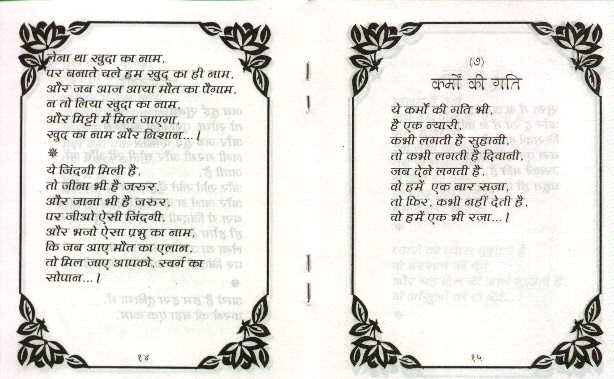 लेना था खुदा का नाम,
पर बनाते चले हम खुद का ही नाम,
और जब आज आया मौत का पैगाम,
न तो लिया खुदा का नाम,
और मिट्टी में मिल जाएगा,
खुद का नाम और निशान...।
*
ये जिंदगी मिली है,
तो जीना भी है जरुर,
और जाना भी है जरुर,
पर जीओ ऐसी जिंदगी,
और भजो ऐसा प्रभु का नाम,
कि जब आए मौत का एलान,
तो मिल जाए आपको, स्वर्ग का
सोपान...।
१४
(७)
कर्मों की गति
ये कर्मों की गति भी,
है एक न्यारी,
कभी लगती है सुहानी,
तो कभी लगती है दिवानी,
जब देने लगती है,
वो हमें एक बार सजा,
तो फिर, कभी नहीं देती है,
वो हमें एक भी रजा...।
१५